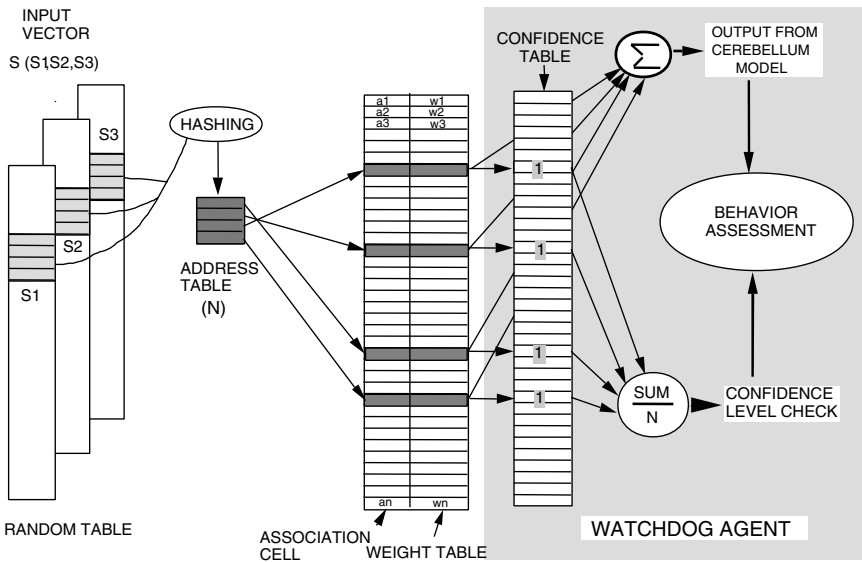 INPUT
VECTOR
S (S1,S2,S3)
S3
S2
S1
RANDOM TABLE
HASHING
ADDRESS
TABLE
(N)
a1 w1
a2 w2
a3 w3
an wn
ASSOCIATION
CELL
WEIGHT TABLE
CONFIDENCE
TABLE
1
1
1
1
Σ
OUTPUT FROM
CEREBELLUM
MODEL
BEHAVIOR
ASSESSMENT
SUM
N
CONFIDENCE
LEVEL CHECK
WATCHDOG AGENT